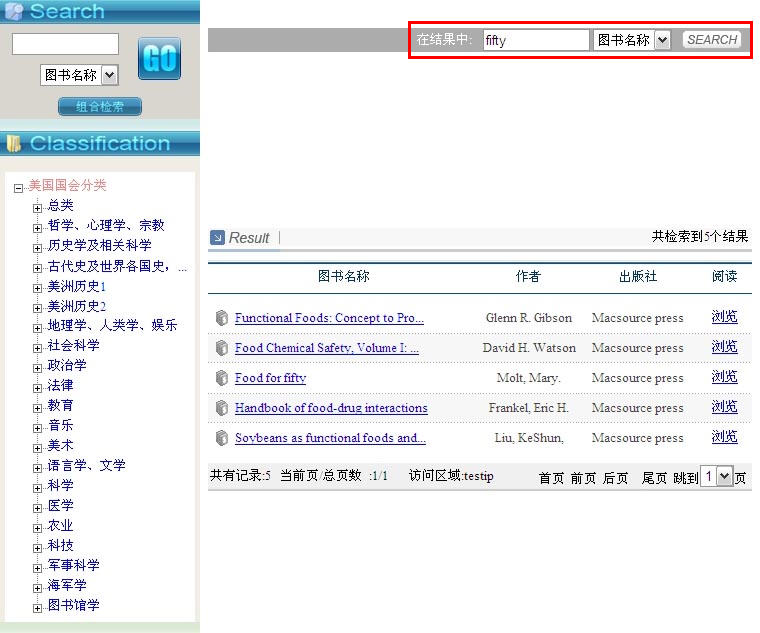 Search
图书名称
GO
组合检索
Classification
美国国会分类
总类
哲学、心理学、宗教
历史学及相关科学
古代史及世界各国史，...
美洲历史1
美洲历史2
地理学、人类学、娱乐
社会科学
政治学
法律
教育
音乐
美术
语言学、文学
科学
医学
农业
科技
军事科学
海军学
图书馆学
在结果中: fifty 图书名称 SEARCH
Result 共检索到5个结果
图书名称 作者 出版社 阅读
Functional Foods: Concept to Pro... Glenn R. Gibson Macsource press 浏览
Food Chemical Safety, Volume I: ... David H. Watson Macsource press 浏览
Food for fifty Molt, Mary. Macsource press 浏览
Handbook of food-drug interactions Frankel, Eric H. Macsource press 浏览
Soybeans as functional foods and... Liu, KeShun, Macsource press 浏览
共有记录:5 当前页/总页数 :1/1 访问区域:testip 首页 前页 后页 尾页 跳到 1 页